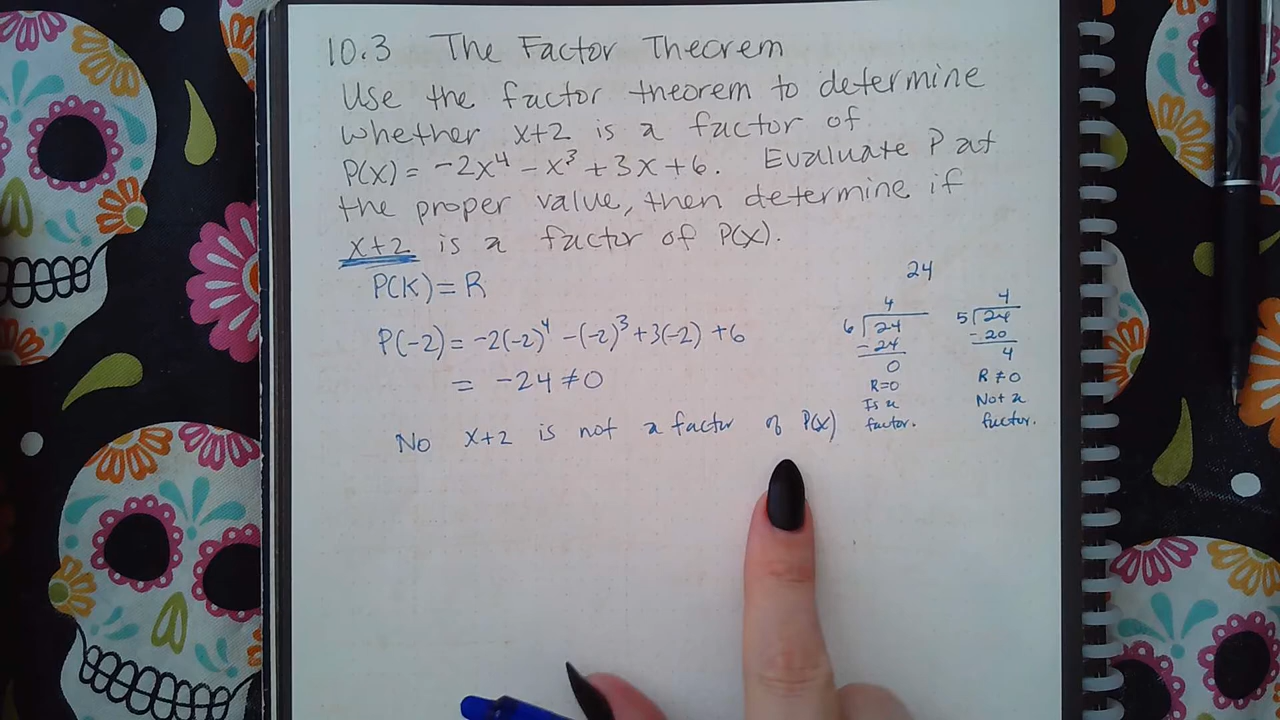 10.3 The Factor Theorem
Use the factor theorem to determine
whether x+2 is a factor of
P(x) = -2x⁴ - x³ + 3x + 6. Evaluate P at
the proper value, then determine if
x+2 is a factor of P(x).
P(K) = R
P(-2) = -2(-2)⁴ - (-2)³ + 3(-2) + 6
= -24 ≠ 0
No x+2 is not a factor of P(x)
24
4
6 24
-24
0
R=0
Is a
factor.
4
5 24
-20
4
R ≠ 0
Not a
factor.